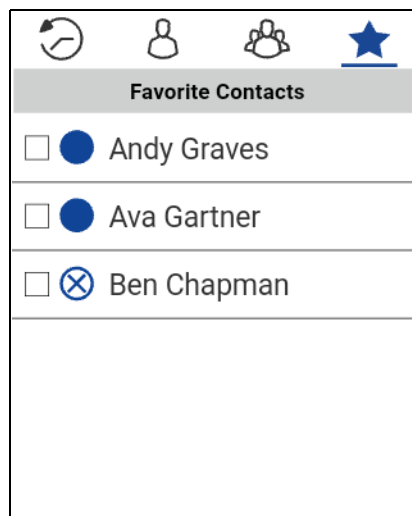 Favorite Contacts
Andy Graves
Ava Gartner
Ben Chapman